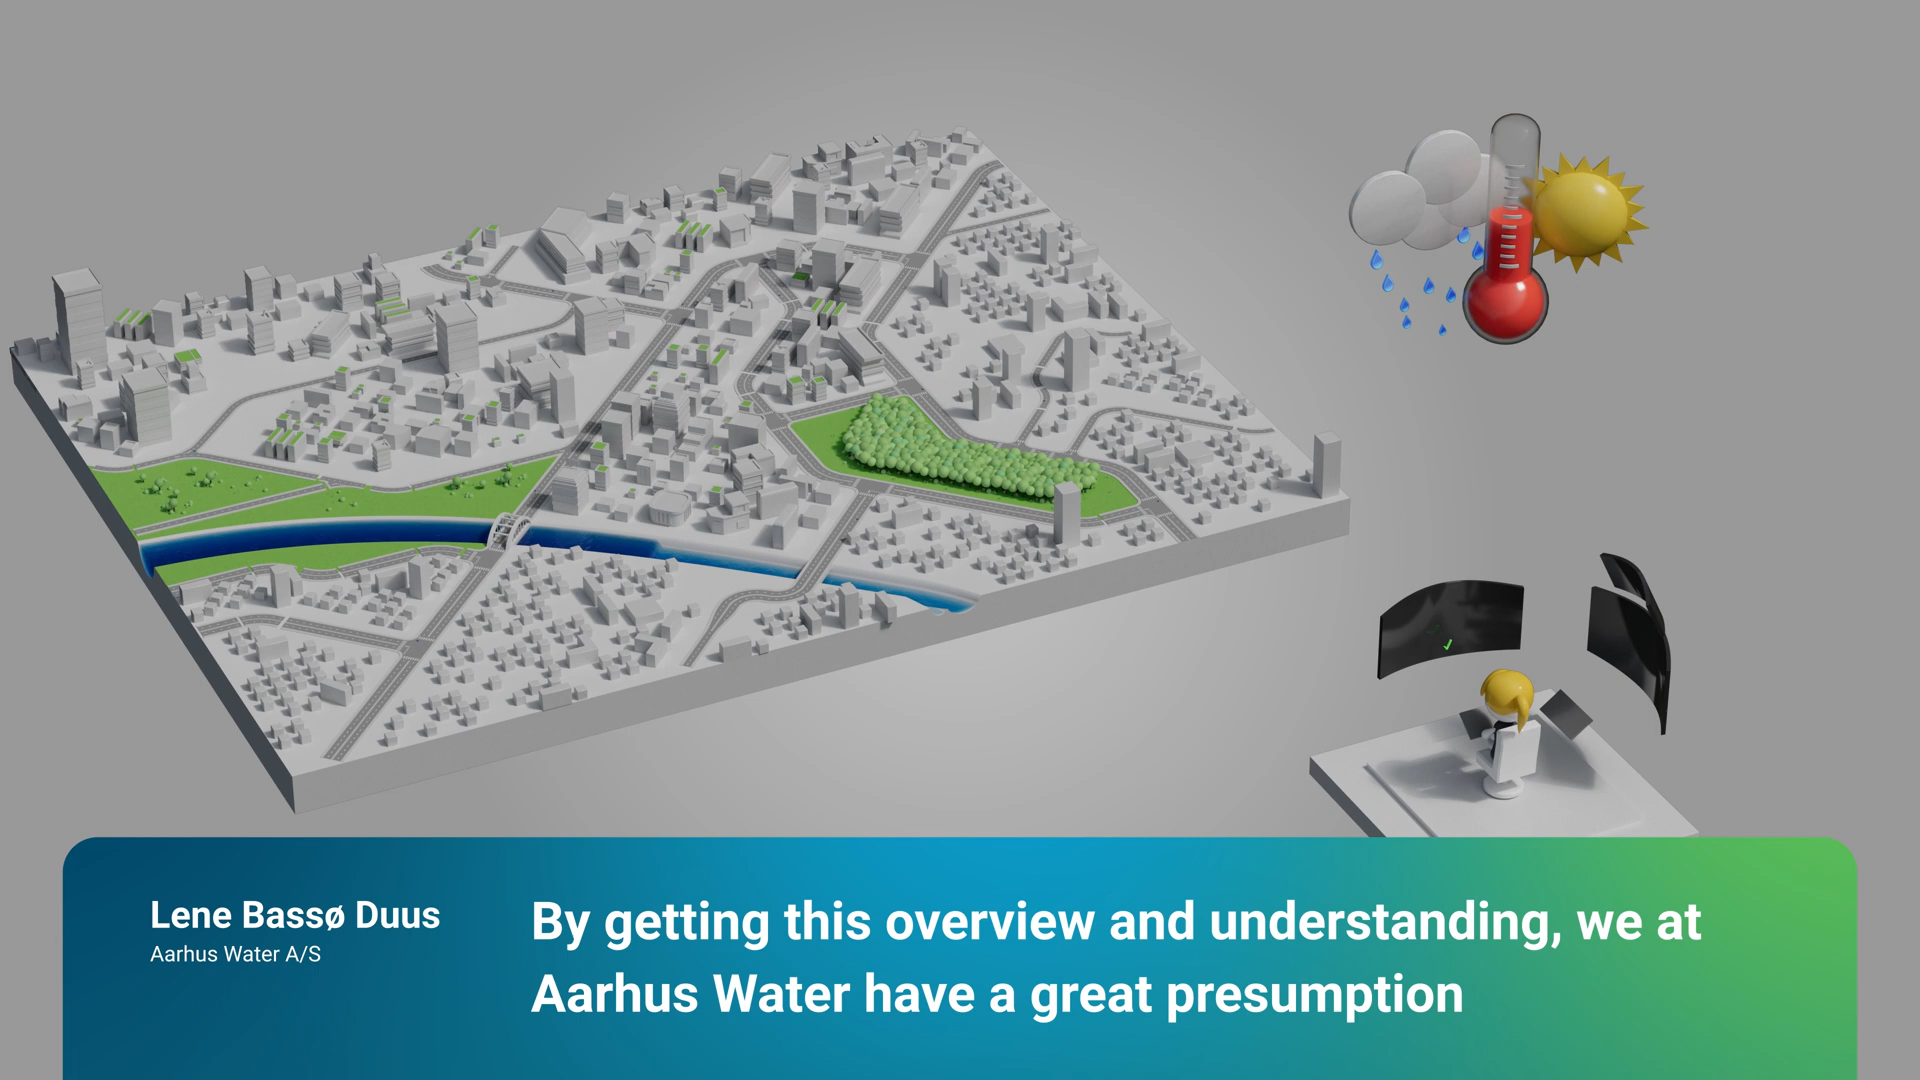 Lene Bassø Duus
Aarhus Water A/S
By getting this overview and understanding, we at
Aarhus Water have a great presumption